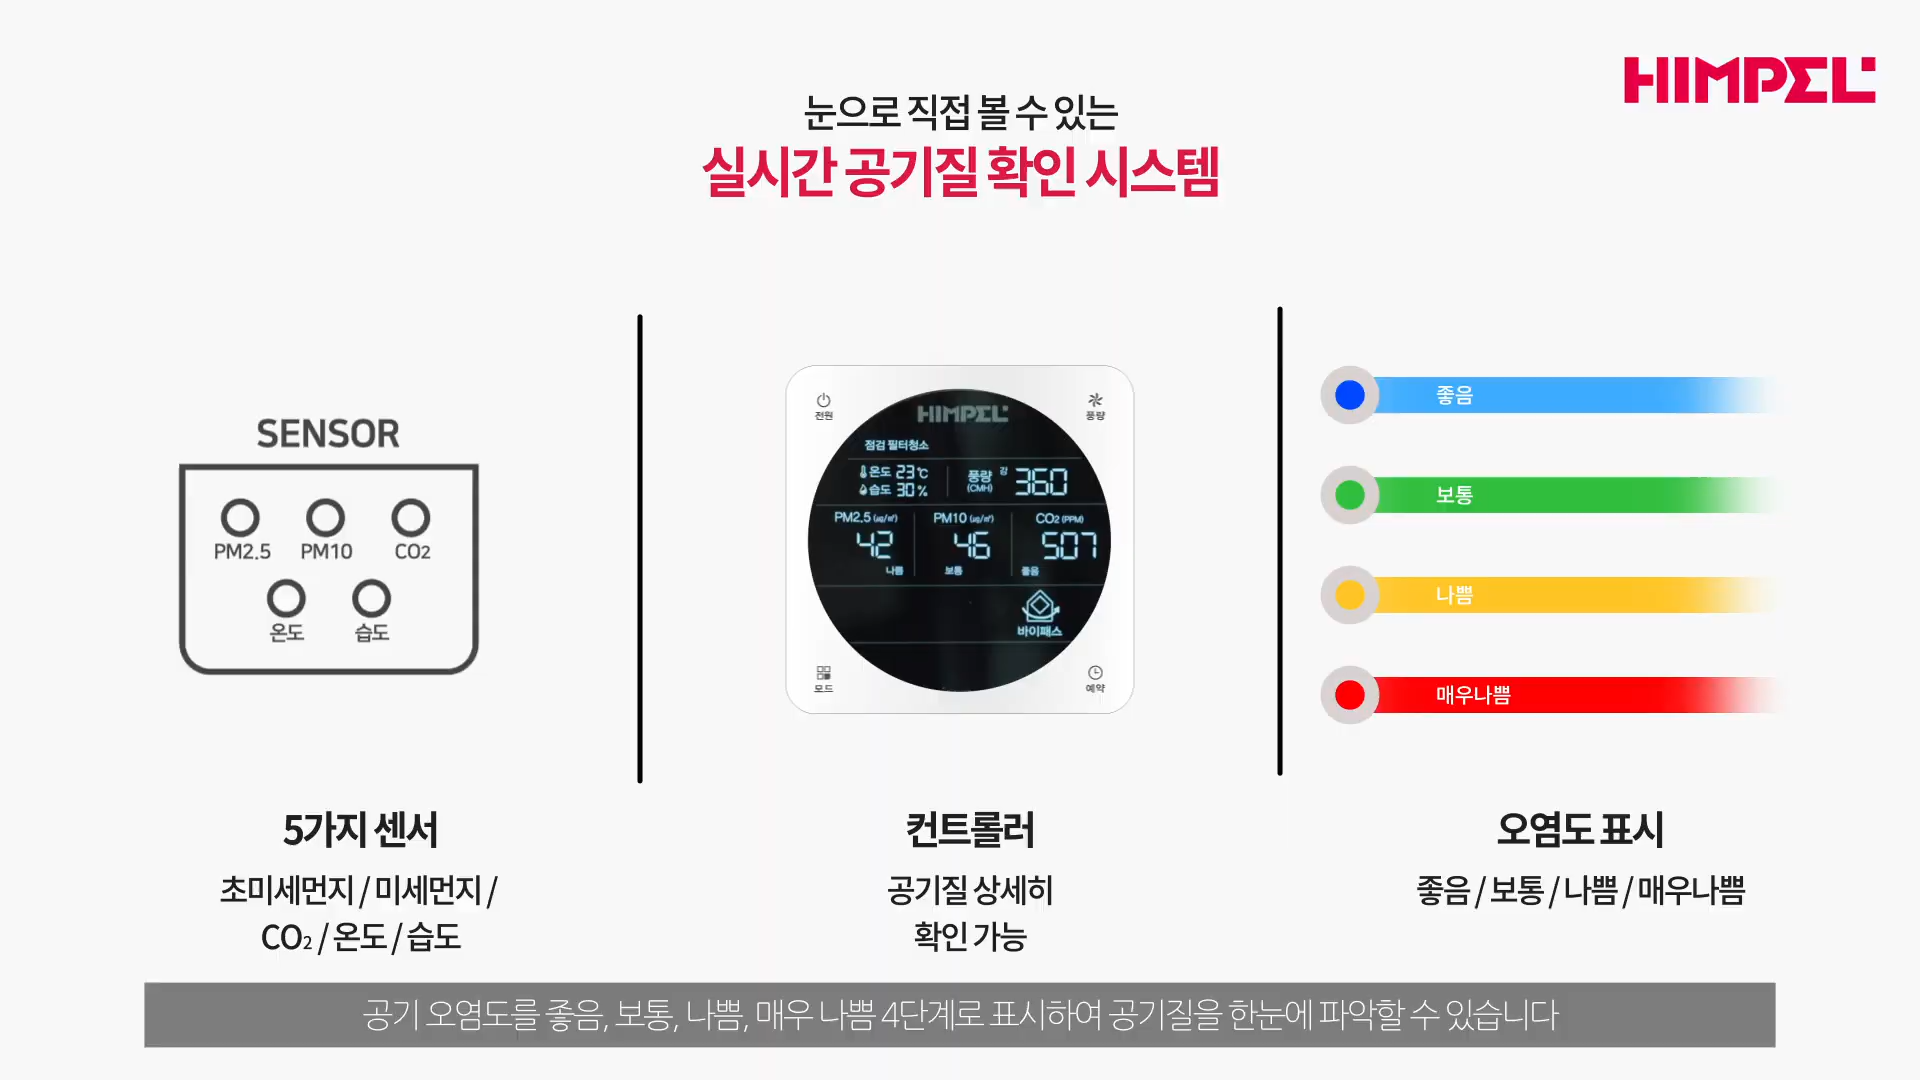 HIMPEL
눈으로 직접 볼 수 있는
실시간 공기질 확인 시스템
SENSOR
PM2.5 PM10 CO2
온도 습도
전원
풍량
HIMPEL
점검 필터청소
온도 23℃
습도 30%
풍량 강 360
(CMH)
PM2.5 (㎍/㎥) PM10 (㎍/㎥) CO2 (PPM)
42 46 507
나쁨 보통 좋음
바이패스
모드
예약
좋음
보통
나쁨
매우나쁨
5가지 센서
초미세먼지 / 미세먼지 /
CO₂ / 온도 / 습도
컨트롤러
공기질 상세히
확인 가능
오염도 표시
좋음 / 보통 / 나쁨 / 매우나쁨
공기 오염도를 좋음, 보통, 나쁨, 매우 나쁨 4단계로 표시하여 공기질을 한눈에 파악할 수 있습니다